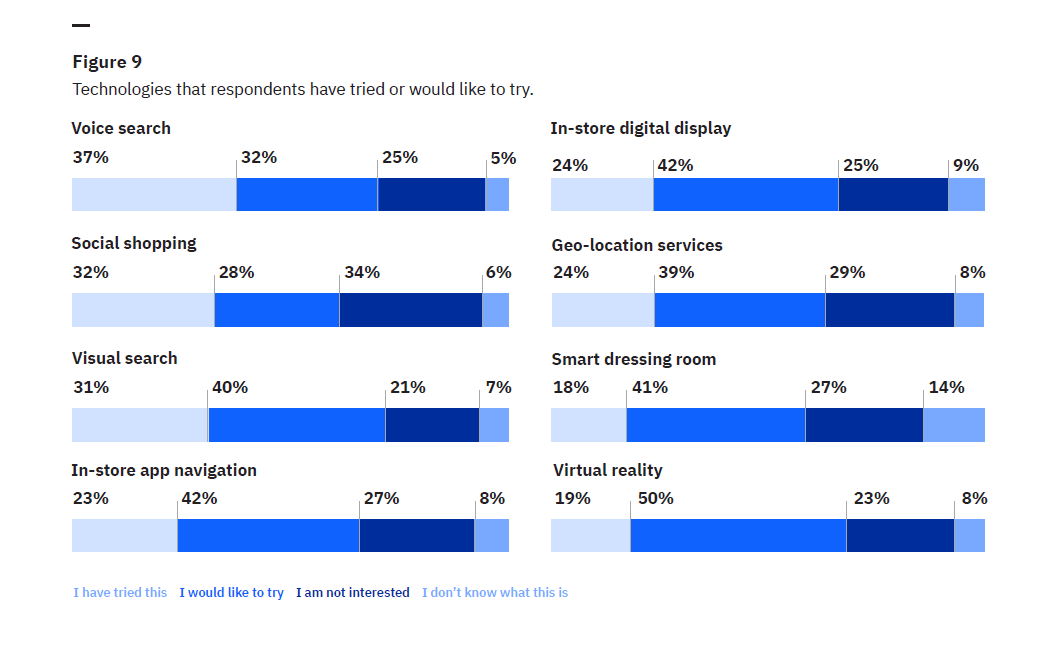 Figure 9
Technologies that respondents have tried or would like to try.
Voice search
37% 32% 25% 5%
In-store digital display
24% 42% 25% 9%
Social shopping
32% 28% 34% 6%
Geo-location services
24% 39% 29% 8%
Visual search
31% 40% 21% 7%
Smart dressing room
18% 41% 27% 14%
In-store app navigation
23% 42% 27% 8%
Virtual reality
19% 50% 23% 8%
I have tried this I would like to try I am not interested I don’t know what this is